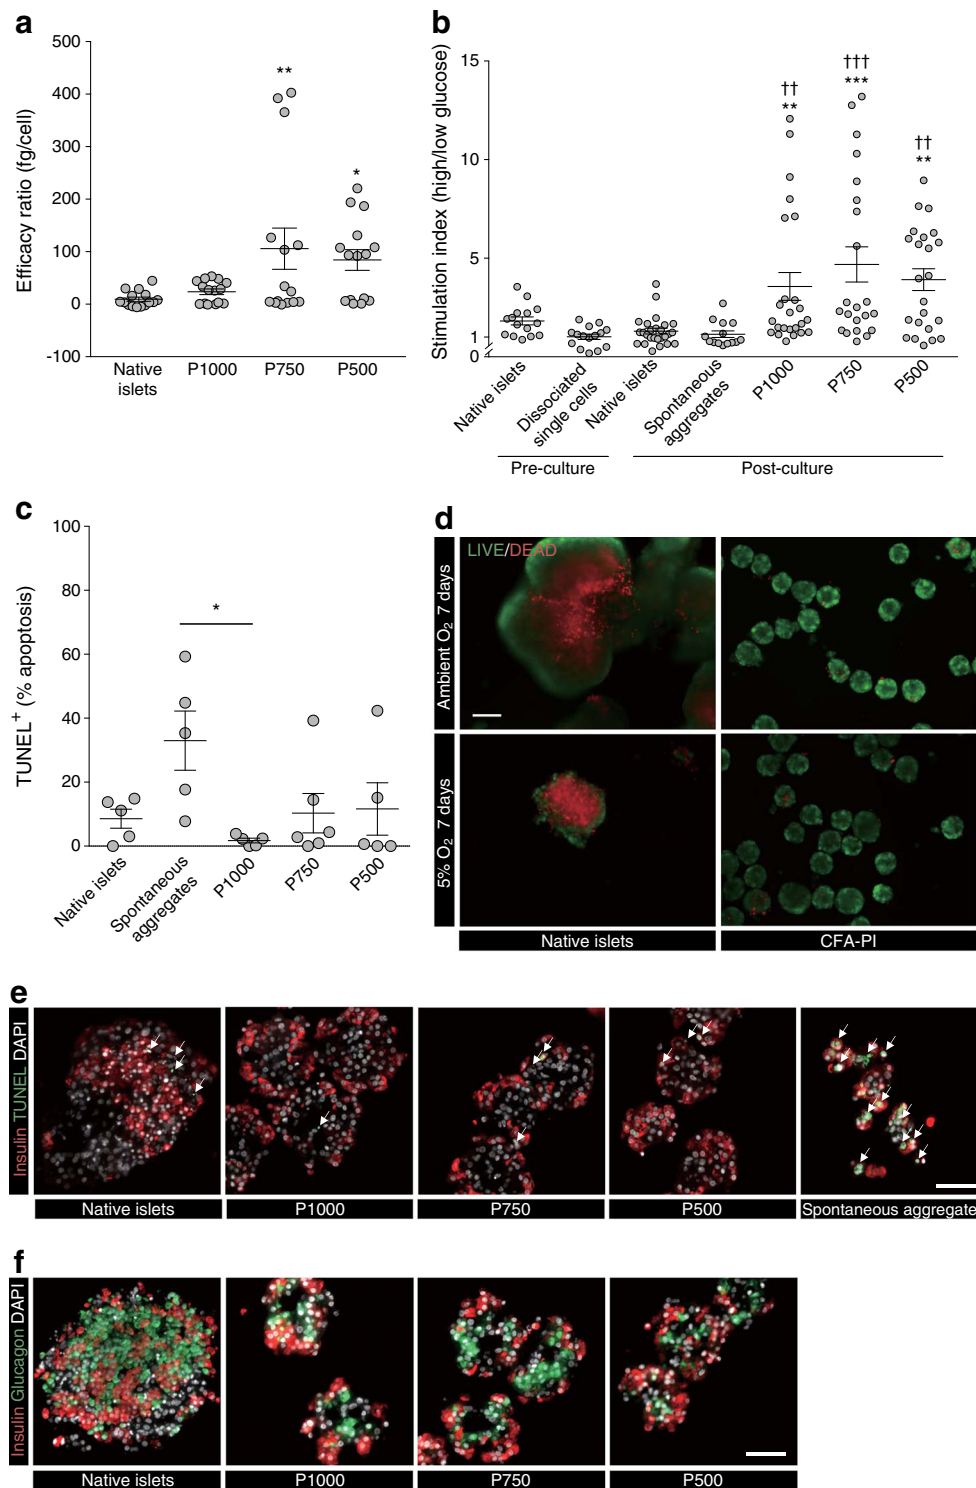 a
500
400
300
200
100
0
-100
Efficacy ratio (fg/cell)
**
*
Native islets
P1000
P750
P500
b
15
10
5
1
0
Stimulation index (high/low glucose)
††
**
†††
***
††
**
Native islets
Dissociated single cells
Native islets
Spontaneous aggregates
P1000
P750
P500
Pre-culture
Post-culture
c
100
80
60
40
20
0
TUNEL+ (% apoptosis)
*
Native islets
Spontaneous aggregates
P1000
P750
P500
d
LIVE/DEAD
Ambient O2 7 days
5% O2 7 days
Native islets
CFA-PI
e
Insulin TUNEL DAPI
Native islets
P1000
P750
P500
Spontaneous aggregate
f
Insulin Glucagon DAPI
Native islets
P1000
P750
P500